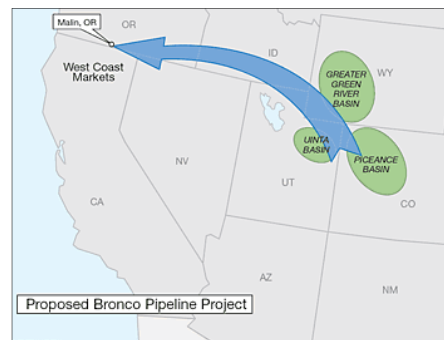 OR
Malin, OR
ID
WY
West Coast
Markets
GREATER
GREEN
RIVER
BASIN
UINTA
BASIN
PICEANCE
BASIN
NV
UT
CO
CA
AZ
NM
Proposed Bronco Pipeline Project